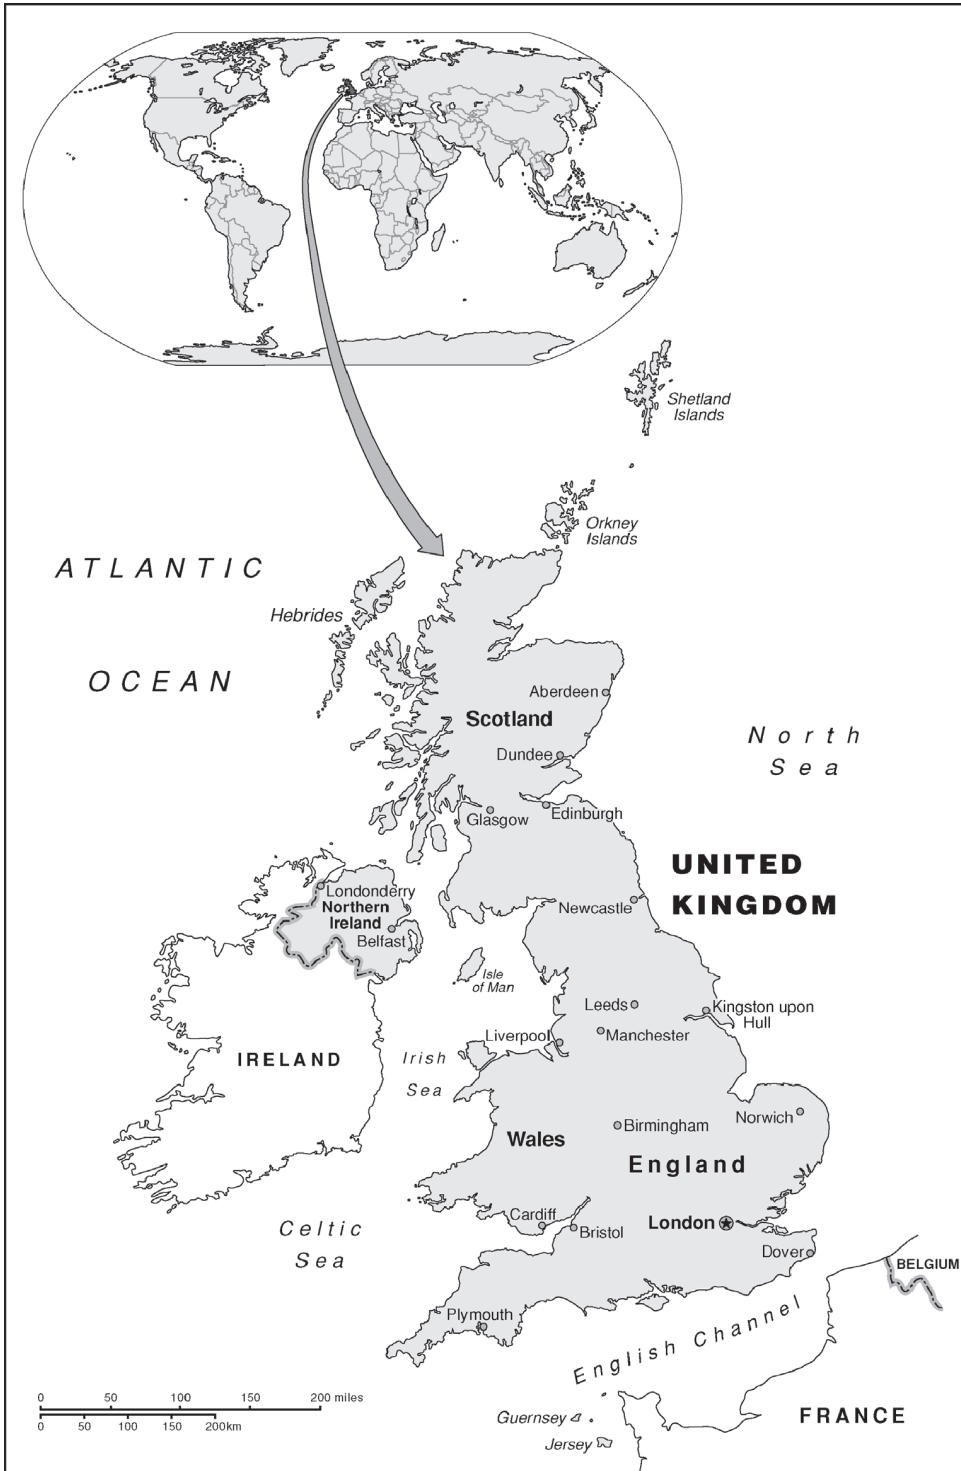 Shetland
Islands
Orkney
Islands
ATLANTIC
Hebrides
OCEAN
Aberdeen
Scotland
North
Sea
Dundee
Glasgow
Edinburgh
UNITED
KINGDOM
Londonderry
Northern
Ireland
Belfast
Newcastle
Isle
of Man
Leeds
Kingston upon
Hull
Liverpool
Manchester
IRELAND
Irish
Sea
Norwich
Birmingham
Wales
England
Cardiff
Bristol
London
Celtic
Sea
Dover
BELGIUM
Plymouth
English Channel
0 50 100 150 200 miles
0 50 100 150 200km
Guernsey
FRANCE
Jersey